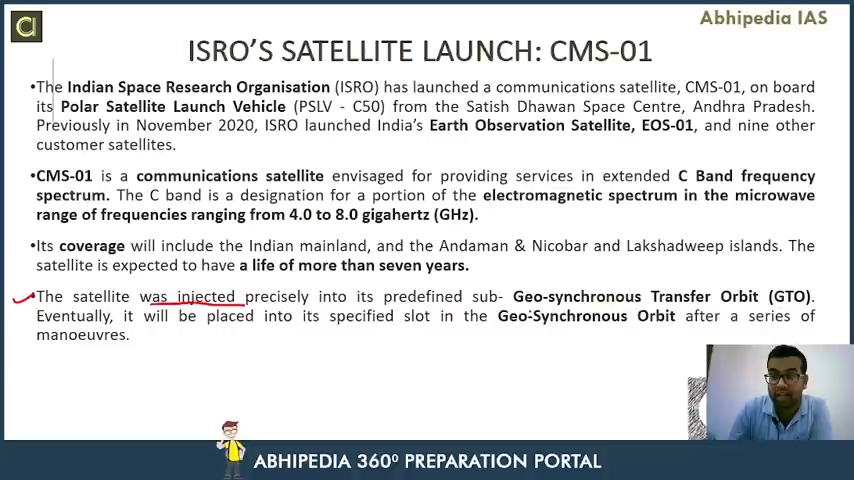 Abhipedia IAS
ISRO'S SATELLITE LAUNCH: CMS-01
•The Indian Space Research Organisation (ISRO) has launched a communications satellite, CMS-01, on board
its Polar Satellite Launch Vehicle (PSLV - C50) from the Satish Dhawan Space Centre, Andhra Pradesh.
Previously in November 2020, ISRO launched India's Earth Observation Satellite, EOS-01, and nine other
customer satellites.
•CMS-01 is a communications satellite envisaged for providing services in extended C Band frequency
spectrum. The C band is a designation for a portion of the electromagnetic spectrum in the microwave
range of frequencies ranging from 4.0 to 8.0 gigahertz (GHz).
•Its coverage will include the Indian mainland, and the Andaman & Nicobar and Lakshadweep islands. The
satellite is expected to have a life of more than seven years.
•The satellite was injected precisely into its predefined sub- Geo-synchronous Transfer Orbit (GTO).
Eventually, it will be placed into its specified slot in the Geo-Synchronous Orbit after a series of
manoeuvres.
ABHIPEDIA 360⁰ PREPARATION PORTAL